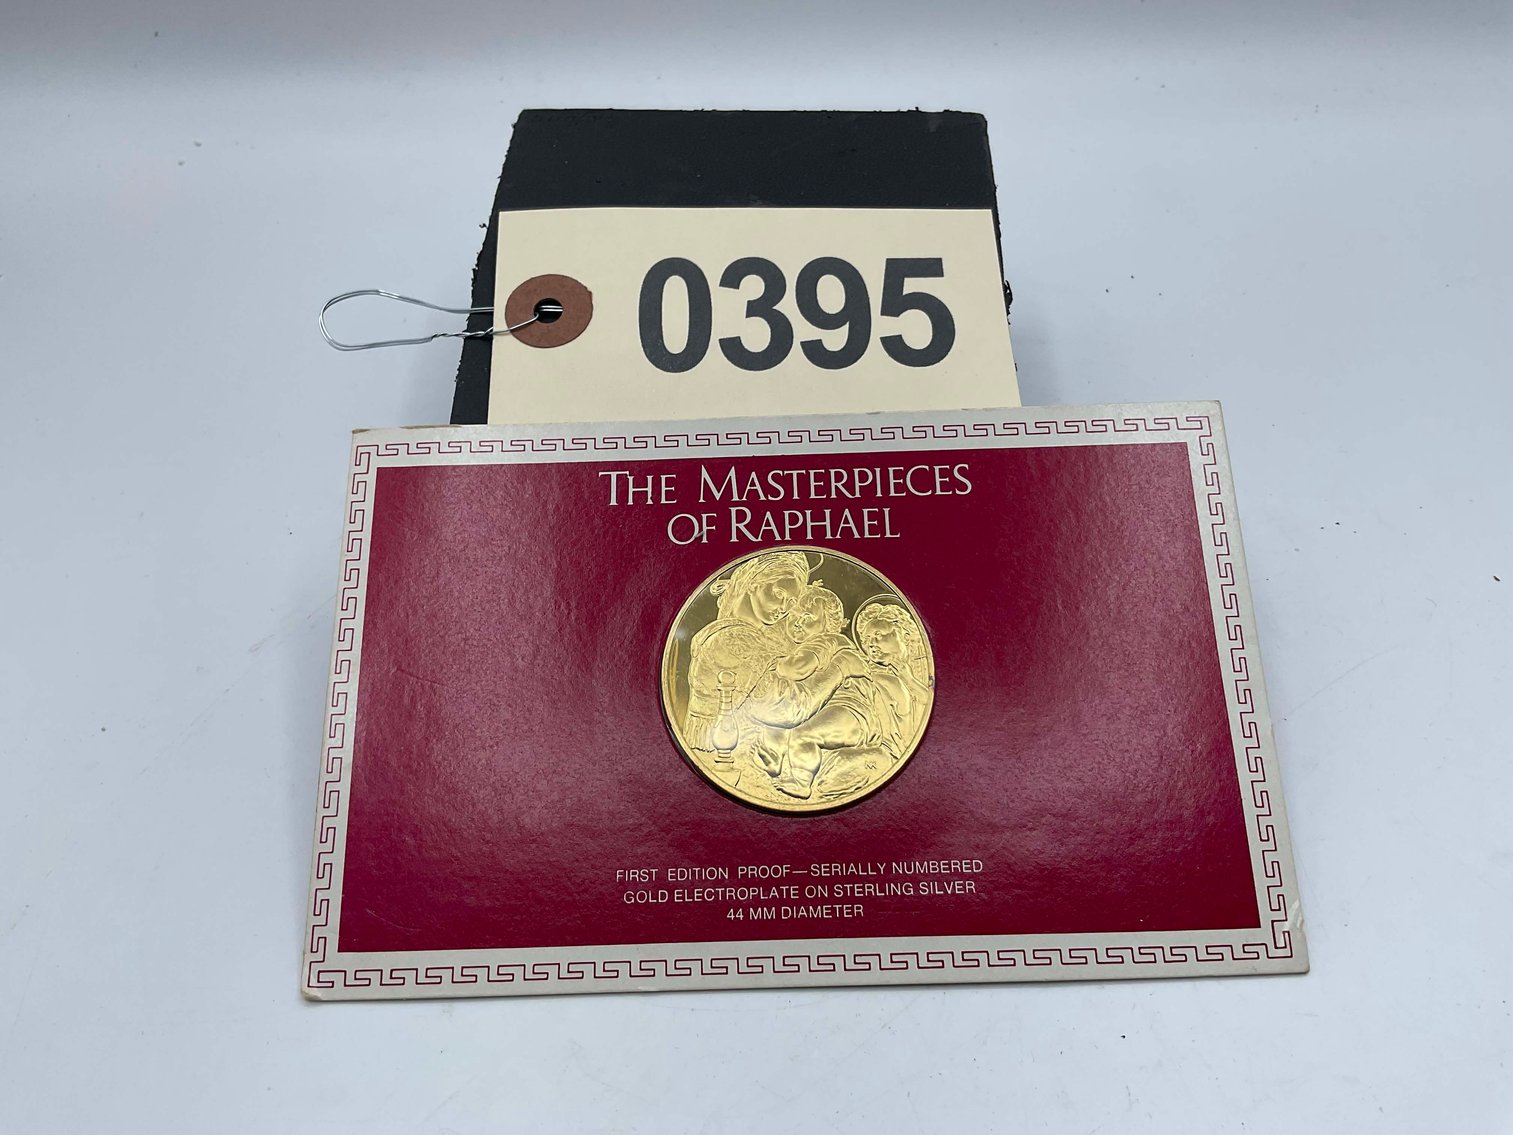 0395
THE MASTERPIECES
OF RAPHAEL
FIRST EDITION PROOF—SERIALLY NUMBERED
GOLD ELECTROPLATE ON STERLING SILVER
44 MM DIAMETER